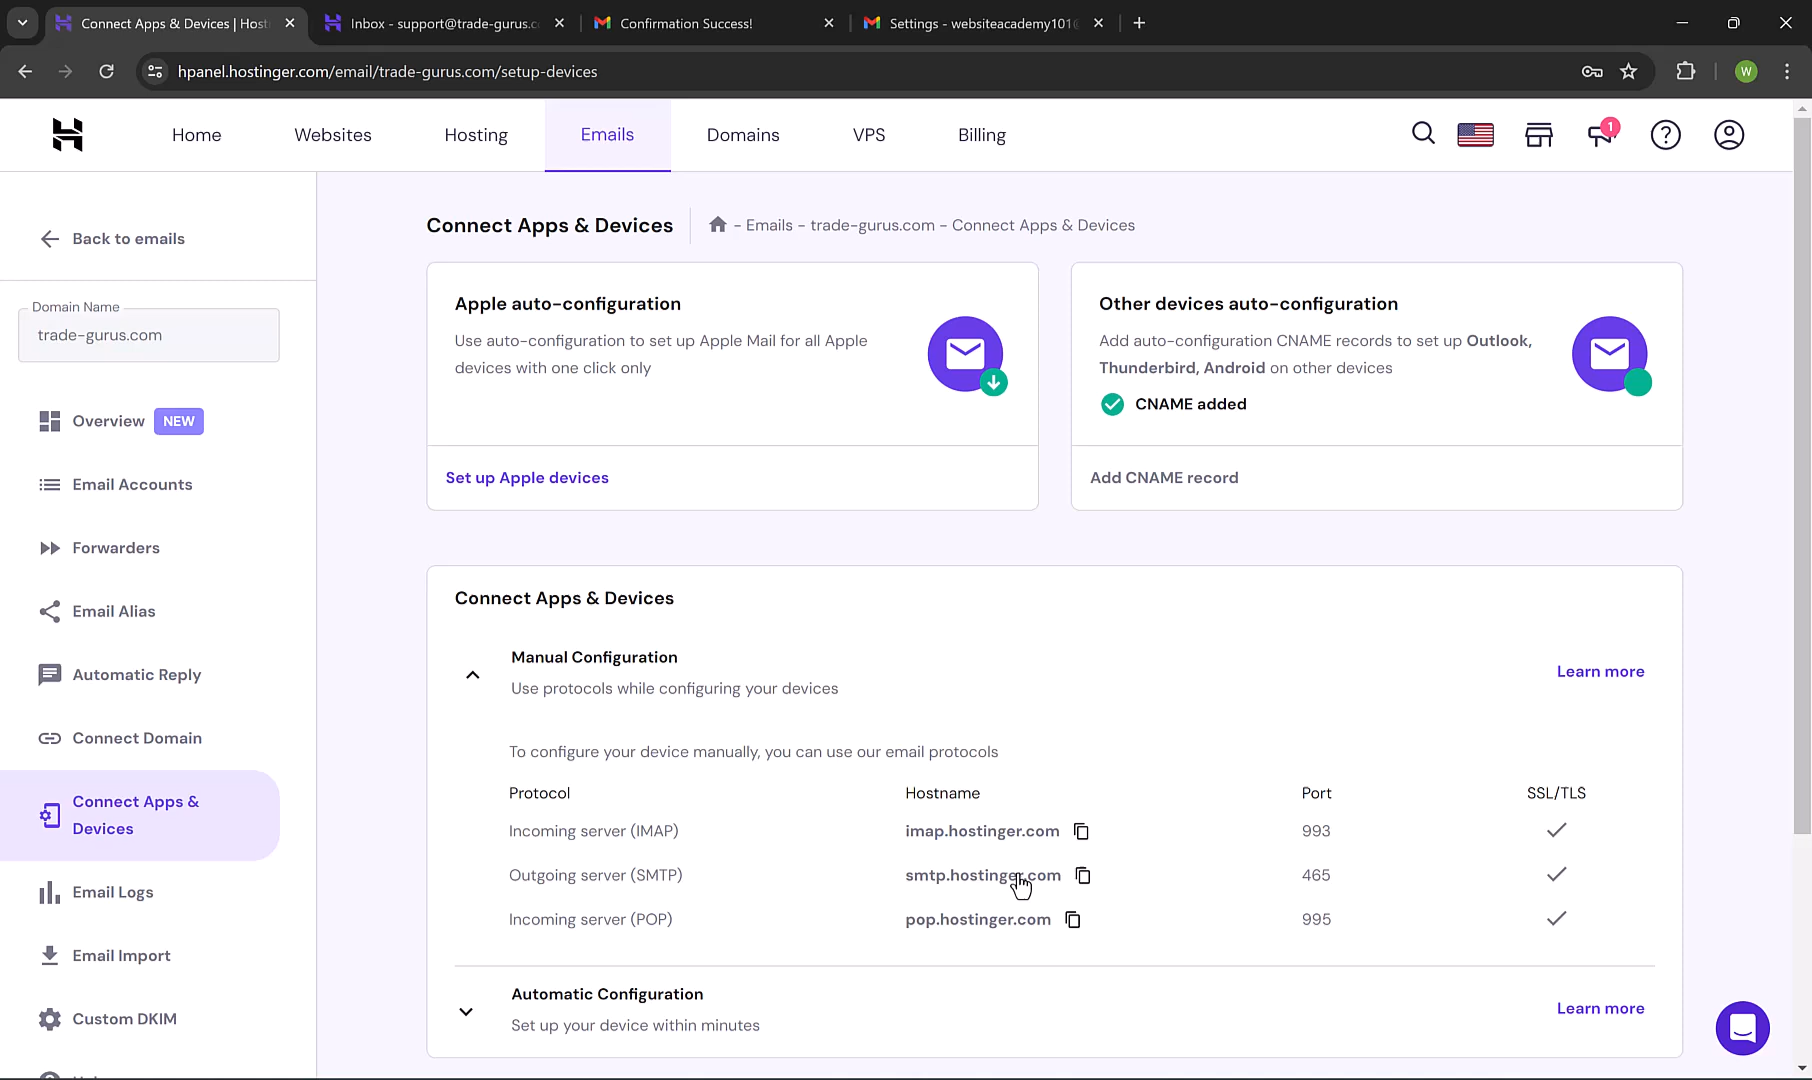 Connect Apps & Devices | Host
Inbox - support@trade-gurus.c
Confirmation Success!
Settings - websiteacademy101
hpanel.hostinger.com/email/trade-gurus.com/setup-devices
W
Home
Websites
Hosting
Emails
Domains
VPS
Billing
1
Back to emails
Domain Name
trade-gurus.com
Overview NEW
Email Accounts
Forwarders
Email Alias
Automatic Reply
Connect Domain
Connect Apps &
Devices
Email Logs
Email Import
Custom DKIM
Connect Apps & Devices
- Emails - trade-gurus.com - Connect Apps & Devices
Apple auto-configuration
Use auto-configuration to set up Apple Mail for all Apple
devices with one click only
Set up Apple devices
Other devices auto-configuration
Add auto-configuration CNAME records to set up Outlook,
Thunderbird, Android on other devices
CNAME added
Add CNAME record
Connect Apps & Devices
Manual Configuration
Use protocols while configuring your devices
Learn more
To configure your device manually, you can use our email protocols
Protocol Hostname Port SSL/TLS
Incoming server (IMAP) imap.hostinger.com 993
Outgoing server (SMTP) smtp.hostinger.com 465
Incoming server (POP) pop.hostinger.com 995
Automatic Configuration
Set up your device within minutes
Learn more